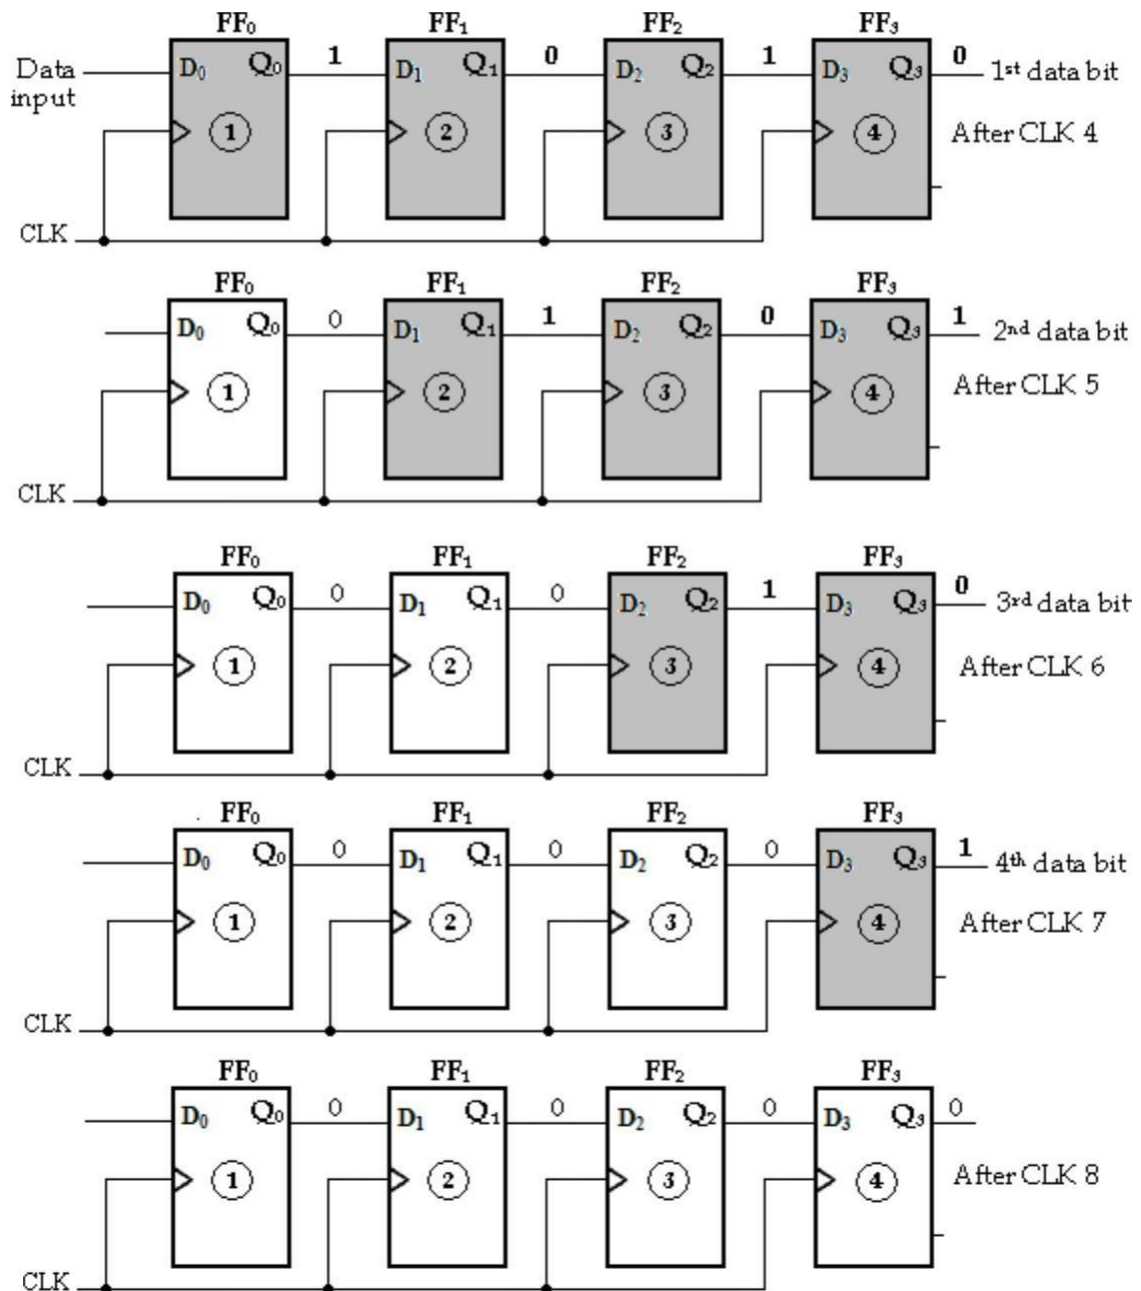 FF₀ FF₁ FF₂ FF₃
Data input D₀ Q₀ 1 D₁ Q₁ 0 D₂ Q₂ 1 D₃ Q₃ 0 1ˢᵗ data bit
1 2 3 4 After CLK 4
CLK
FF₀ FF₁ FF₂ FF₃
D₀ Q₀ 0 D₁ Q₁ 1 D₂ Q₂ 0 D₃ Q₃ 1 2ⁿᵈ data bit
1 2 3 4 After CLK 5
CLK
FF₀ FF₁ FF₂ FF₃
D₀ Q₀ 0 D₁ Q₁ 0 D₂ Q₂ 1 D₃ Q₃ 0 3ʳᵈ data bit
1 2 3 4 After CLK 6
CLK
FF₀ FF₁ FF₂ FF₃
D₀ Q₀ 0 D₁ Q₁ 0 D₂ Q₂ 0 D₃ Q₃ 1 4ᵗʰ data bit
1 2 3 4 After CLK 7
CLK
FF₀ FF₁ FF₂ FF₃
D₀ Q₀ 0 D₁ Q₁ 0 D₂ Q₂ 0 D₃ Q₃ 0
1 2 3 4 After CLK 8
CLK